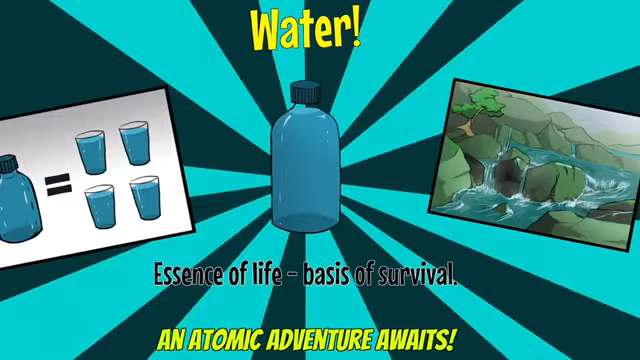 Water!
=
Essence of life - basis of survival.
AN ATOMIC ADVENTURE AWAITS!